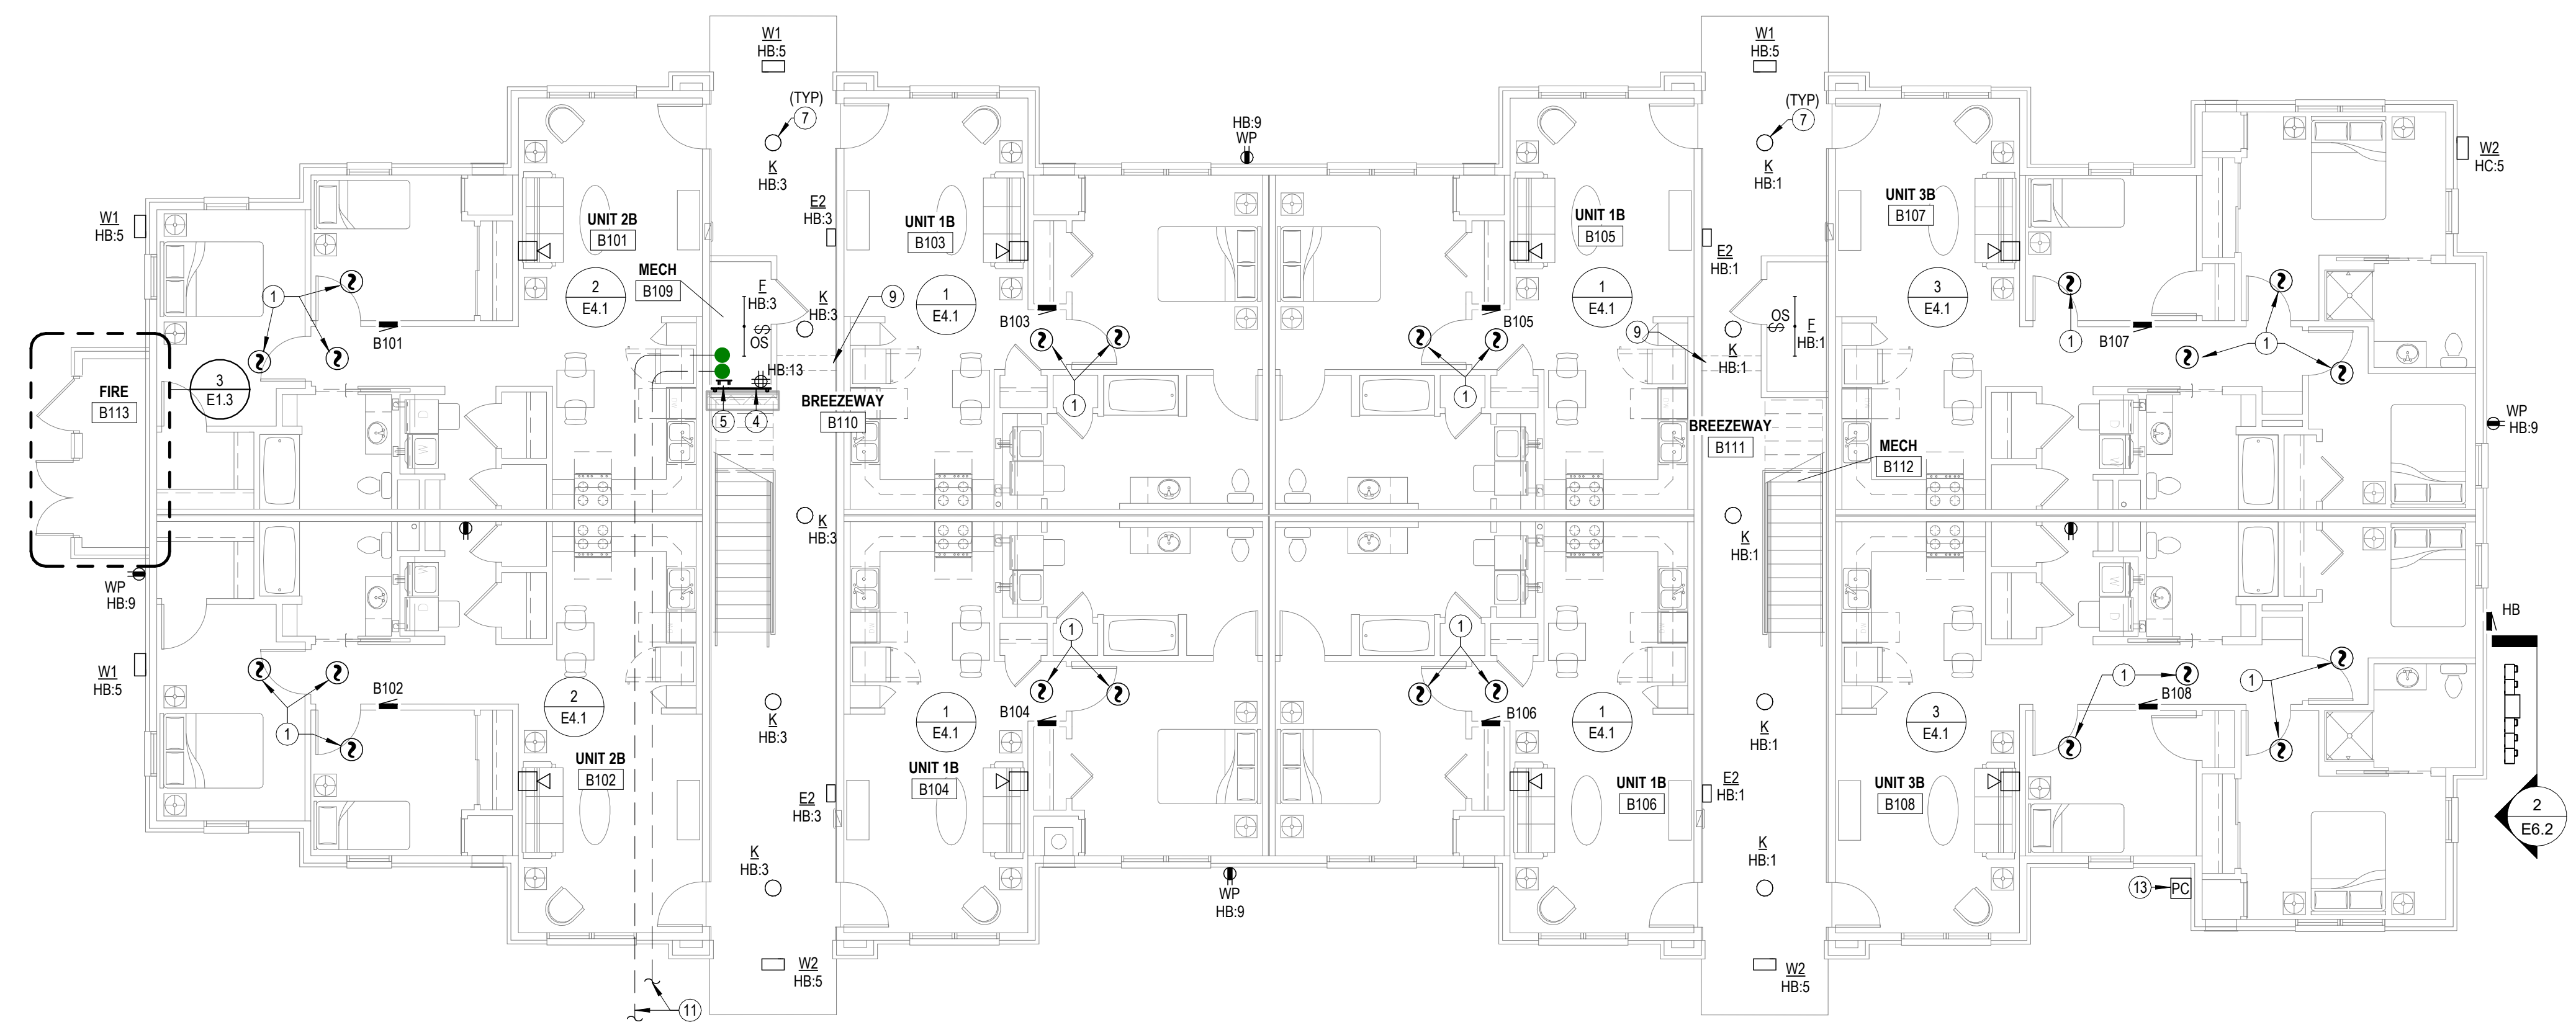 W1
HB:5
(TYP)
7
K
HB:3
E2
HB:3
W1
HB:5
(TYP)
7
K
HB:1
E2
HB:1
HB:9
WP
W2
HC:5
W1
HB:5
UNIT 2B
B101
2
E4.1
1
B101
MECH
B109
F
HB:3
K
HB:3
OS
HB:13
5
4
9
UNIT 1B
B103
1
E4.1
B103
1
BREEZEWAY
B110
UNIT 1B
B105
1
E4.1
B105
1
9
K
HB:1
OS
F
HB:1
BREEZEWAY
B111
MECH
B112
UNIT 3B
B107
3
E4.1
1
B107
1
WP
HB:9
FIRE
B113
3
E1.3
WP
HB:9
D
W
W
D
D
W
W
D
K
HB:3
K
HB:1
HB
W1
HB:5
B102
1
2
E4.1
UNIT 2B
B102
K
HB:3
E2
HB:3
K
HB:3
1
B104
1
E4.1
UNIT 1B
B104
1
B106
1
E4.1
UNIT 1B
B106
K
HB:1
E2
HB:1
K
HB:1
3
E4.1
UNIT 3B
B108
1
B108
1
2
E6.2
13
PC
WP
HB:9
W2
HB:5
W2
HB:5
11